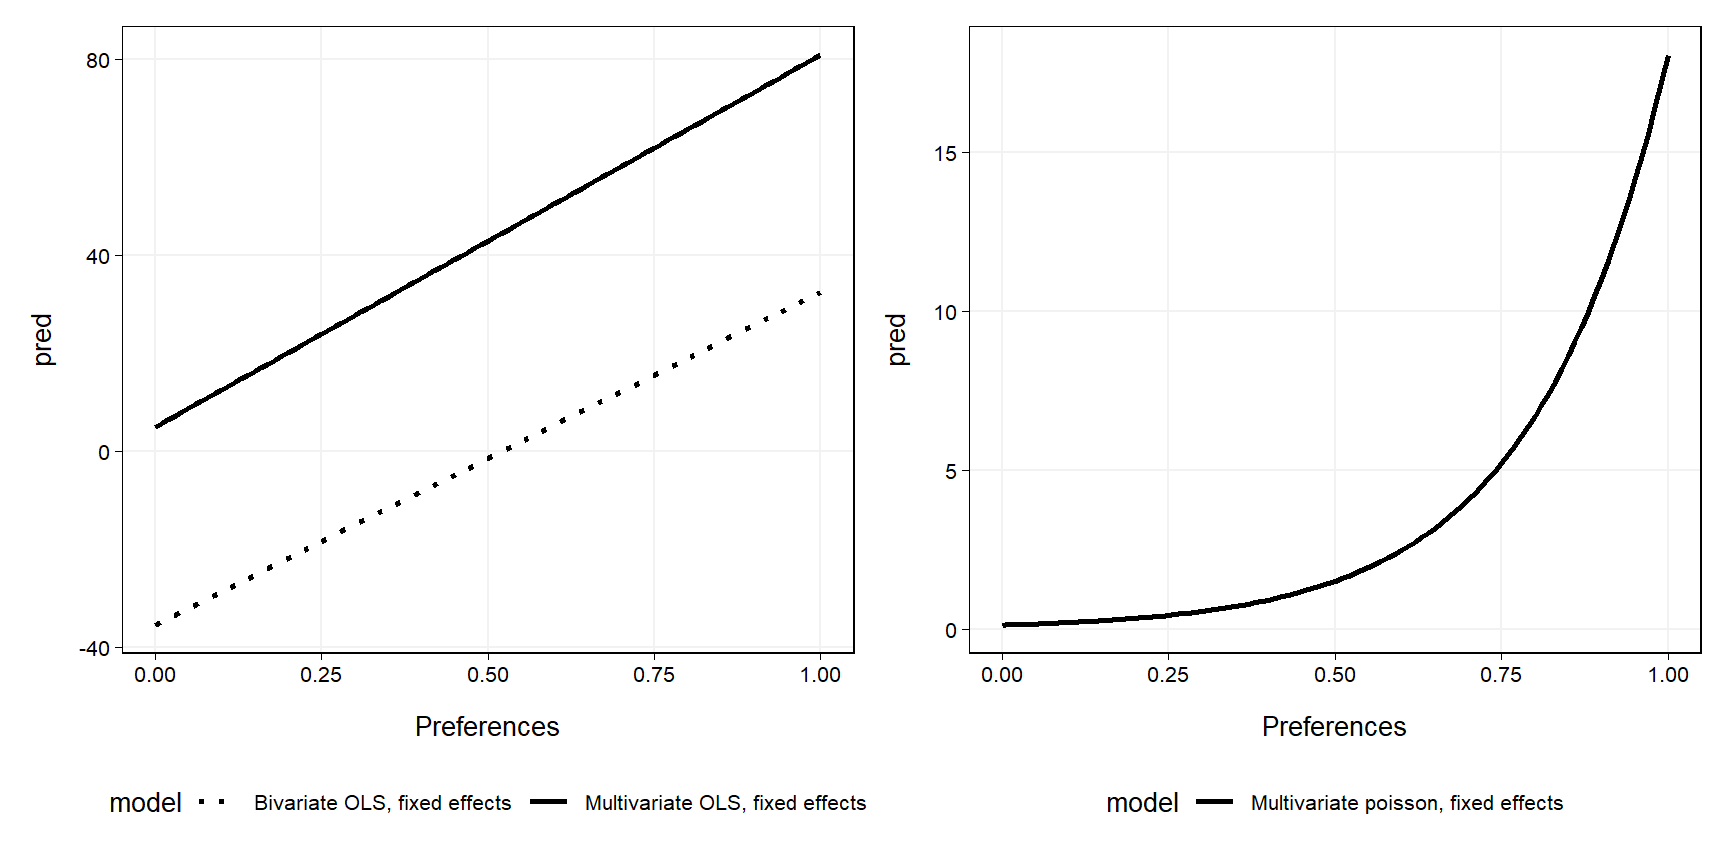 80
40
0
-40
pred
0.00 0.25 0.50 0.75 1.00
Preferences
model Bivariate OLS, fixed effects Multivariate OLS, fixed effects
15
10
5
0
pred
0.00 0.25 0.50 0.75 1.00
Preferences
model Multivariate poisson, fixed effects